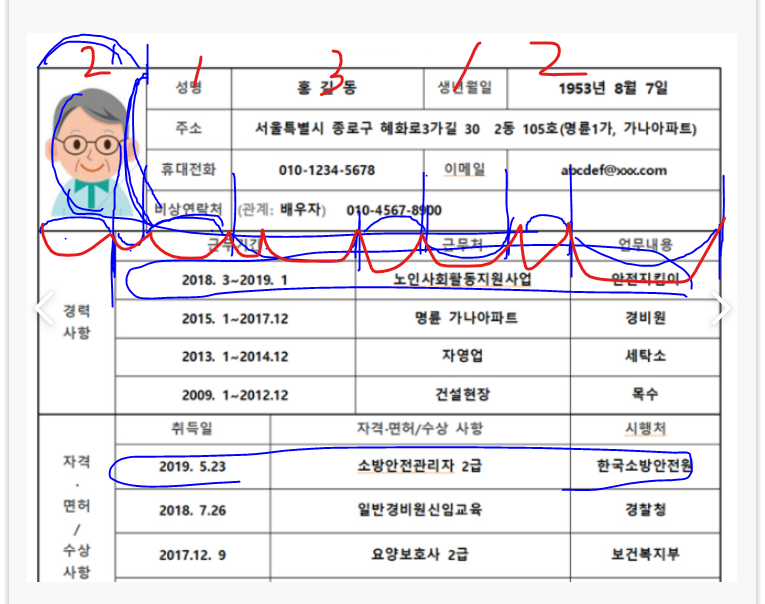 2 1 3 1 2
성명 홍길동 생년월일 1953년 8월 7일
주소 서울특별시 종로구 혜화로3가길 30 2동 105호(명륜1가, 가나아파트)
휴대전화 010-1234-5678 이메일 abcdef@xxx.com
비상연락처 (관계: 배우자) 010-4567-8900
근무기간 근무처 업무내용
경력
사항
2018. 3~2019. 1 노인사회활동지원사업 안전지킴이
2015. 1~2017.12 명륜 가나아파트 경비원
2013. 1~2014.12 자영업 세탁소
2009. 1~2012.12 건설현장 목수
자격
·
면허
/
수상
사항
취득일 자격·면허/수상 사항 시행처
2019. 5.23 소방안전관리자 2급 한국소방안전원
2018. 7.26 일반경비원신임교육 경찰청
2017.12. 9 요양보호사 2급 보건복지부